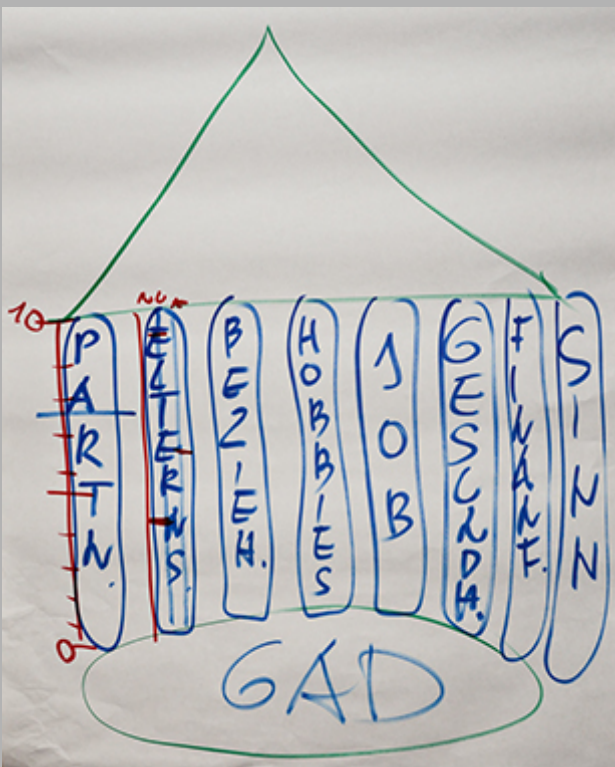 10
PARTN.
ELTERNS.
BEZIEH.
HOBBIES
JOB
GESUNDH.
FINANZ.
SINN
0
GAD